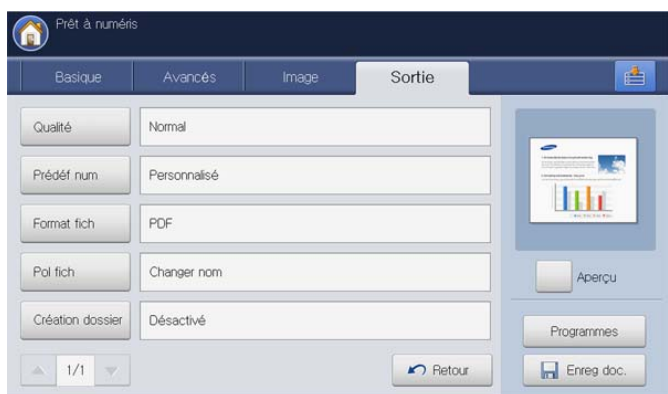 Prêt à numéris
Basique
Avancés
Image
Sortie
Qualité
Normal
Prédéf num
Personnalisé
Format fich
PDF
Pol fich
Changer nom
Création dossier
Désactivé
Aperçu
Programmes
1/1
Retour
Enreg doc.